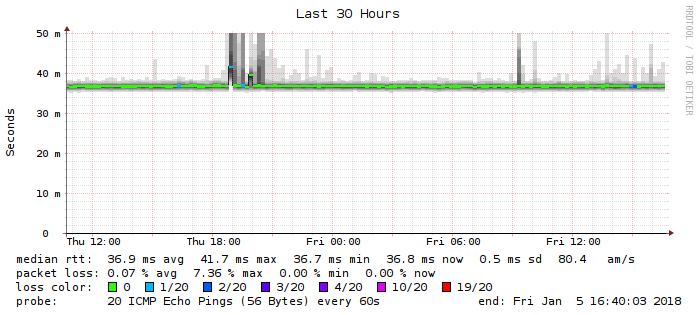 Last 30 Hours
RRDTOOL / TOBI OETIKER
Seconds
50 m
40 m
30 m
20 m
10 m
0
Thu 12:00 Thu 18:00 Fri 00:00 Fri 06:00 Fri 12:00
median rtt: 36.9 ms avg 41.7 ms max 36.7 ms min 36.8 ms now 0.5 ms sd 80.4 am/s
packet loss: 0.07 % avg 7.36 % max 0.00 % min 0.00 % now
loss color: 0 1/20 2/20 3/20 4/20 10/20 19/20
probe: 20 ICMP Echo Pings (56 Bytes) every 60s end: Fri Jan 5 16:40:03 2018